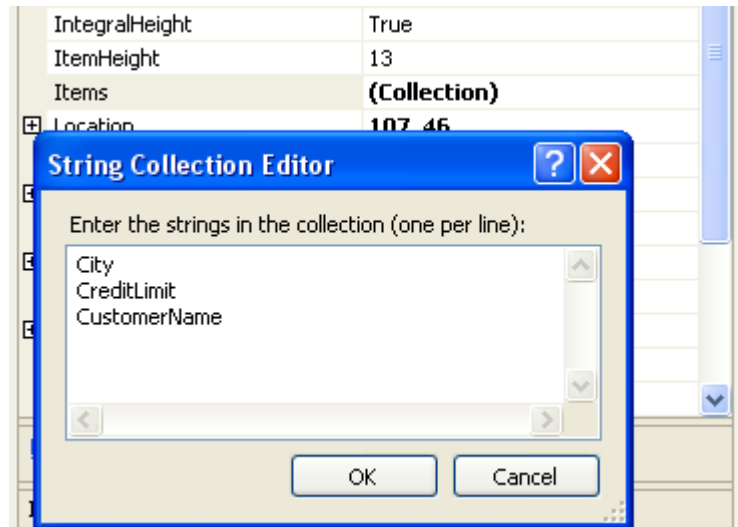 IntegralHeight True
ItemHeight 13
Items (Collection)
Location 107, 46
String Collection Editor
Enter the strings in the collection (one per line):
City
CreditLimit
CustomerName
OK Cancel